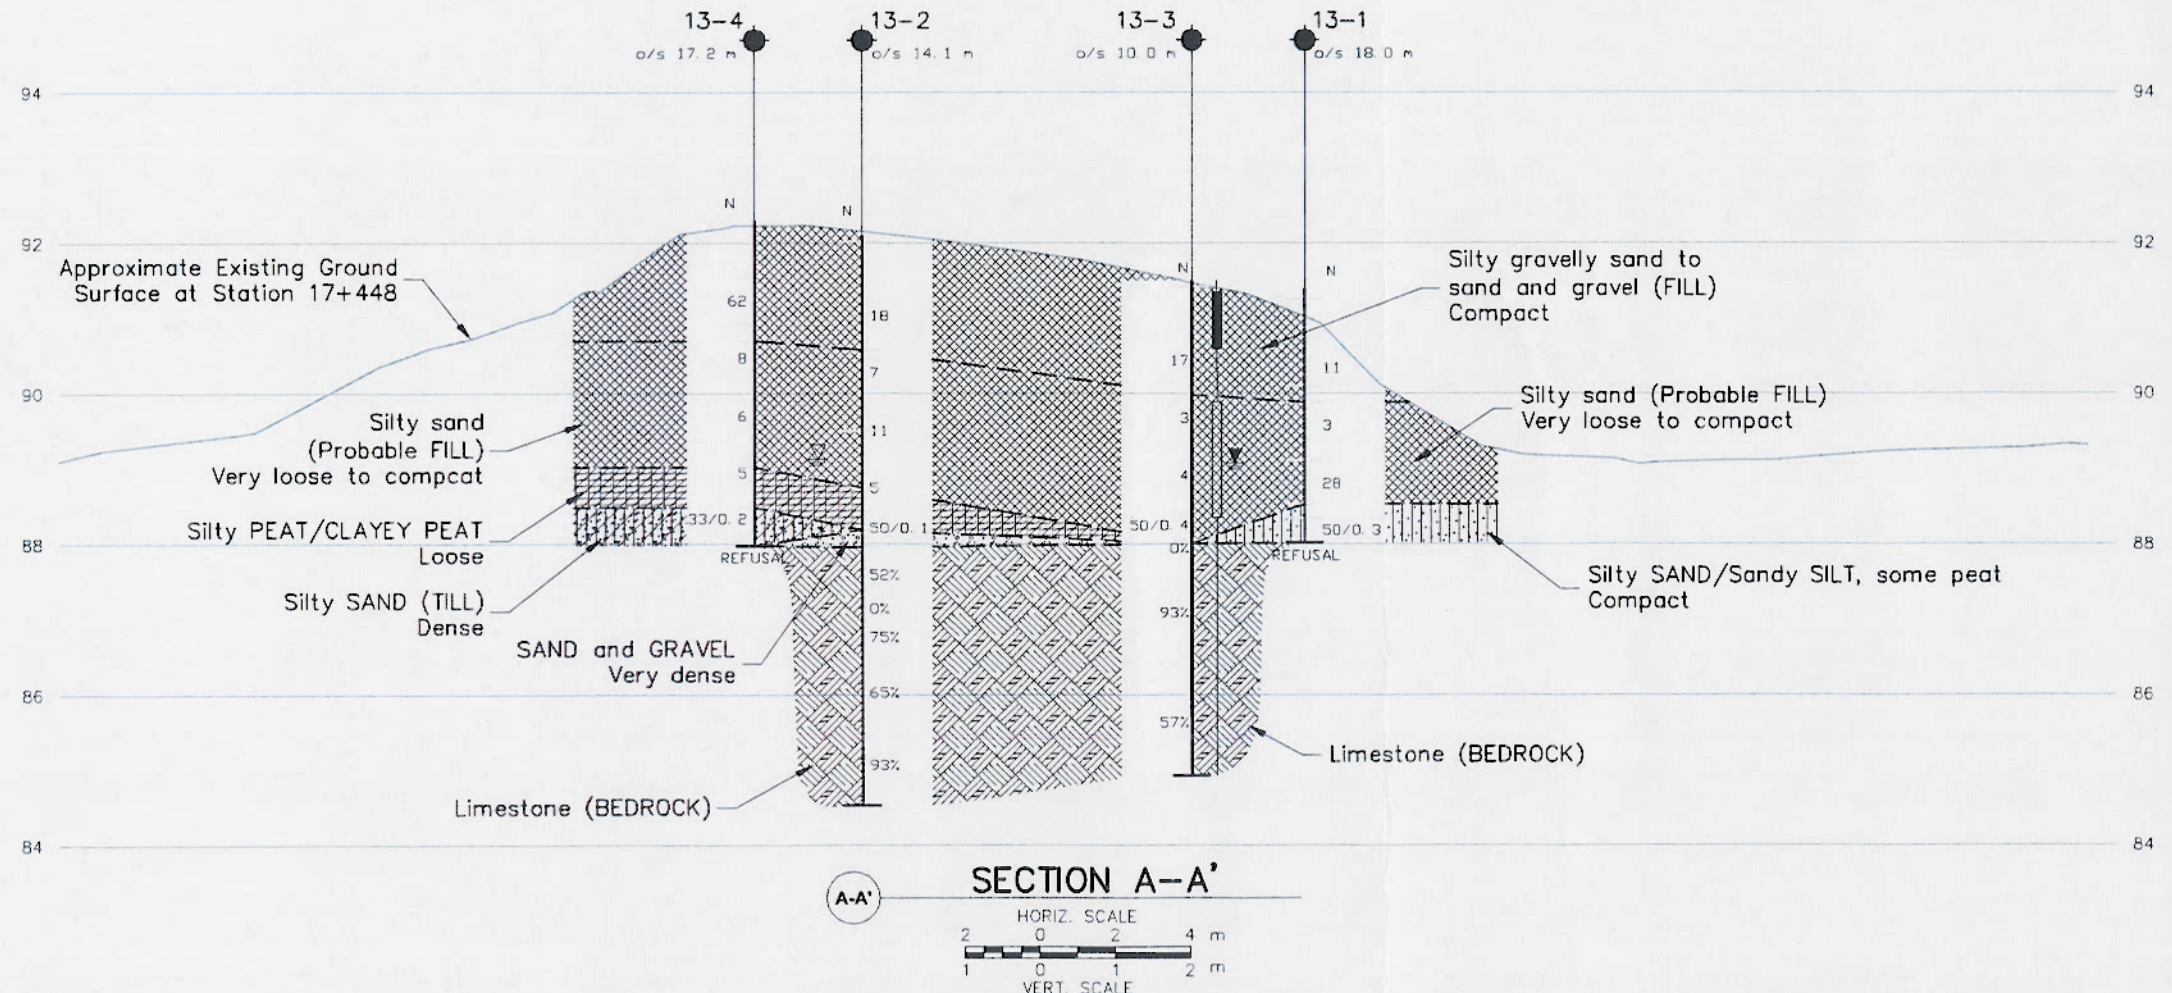 13-4
13-2
13-3
13-1
o/s 17.2 m
o/s 14.1 m
o/s 10.0 m
o/s 18.0 m
94
94
N
N
92
92
Approximate Existing Ground
Surface at Station 17+448
N
N
Silty gravelly sand to
sand and gravel (FILL)
Compact
62
18
8
7
17
11
90
90
Silty sand
(Probable FILL)
Very loose to compcat
6
11
3
3
Silty sand (Probable FILL)
Very loose to compact
5
5
4
28
Silty PEAT/CLAYEY PEAT
Loose
33/0.2
50/0.1
50/0.4
50/0.3
88
88
REFUSAL
0%
REFUSAL
Silty SAND (TILL)
Dense
52%
0%
75%
93%
Silty SAND/Sandy SILT, some peat
Compact
SAND and GRAVEL
Very dense
86
65%
86
57%
93%
Limestone (BEDROCK)
Limestone (BEDROCK)
84
84
A-A'
SECTION A-A'
HORIZ. SCALE
2 0 2 4 m
1 0 1 2 m
VERT. SCALE